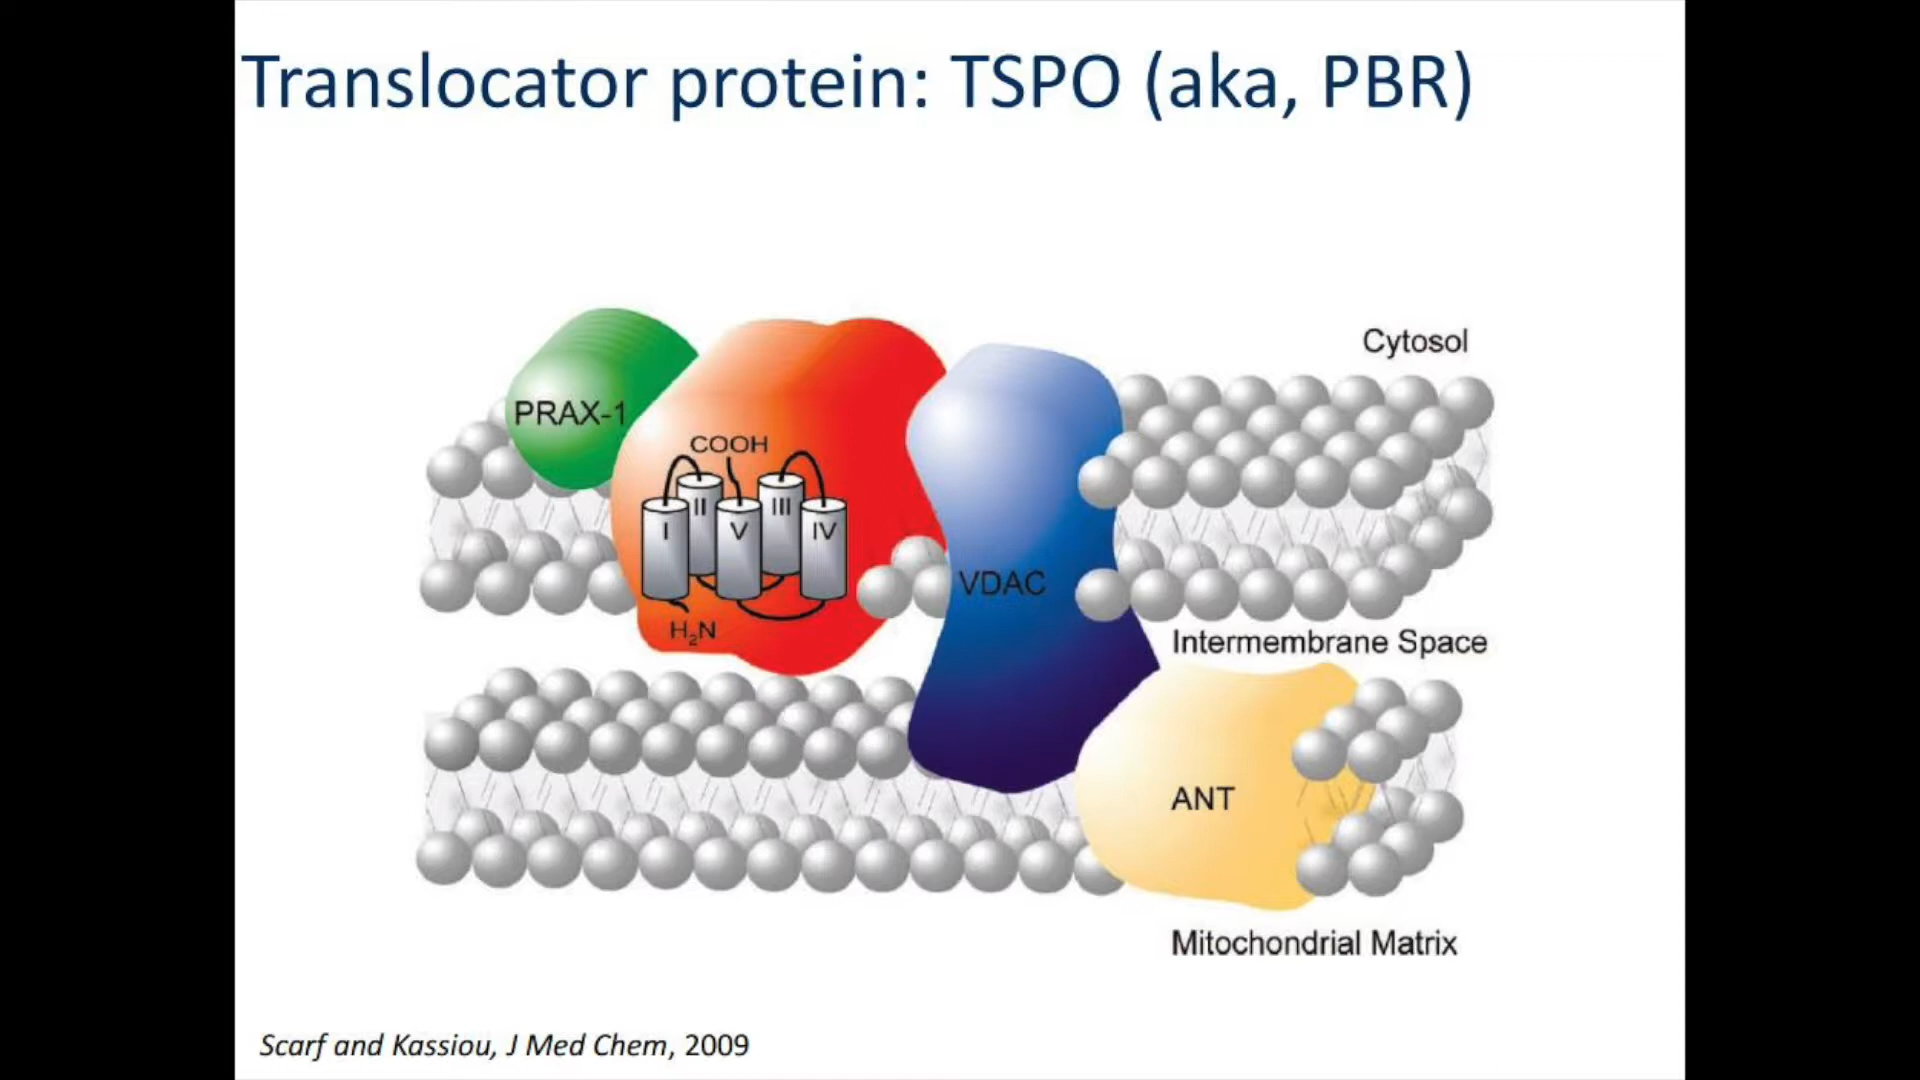 Translocator protein: TSPO (aka, PBR)
Cytosol
PRAX-1
COOH
I
II
V
III
IV
VDAC
H₂N
Intermembrane Space
ANT
Mitochondrial Matrix
Scarf and Kassiou, J Med Chem, 2009